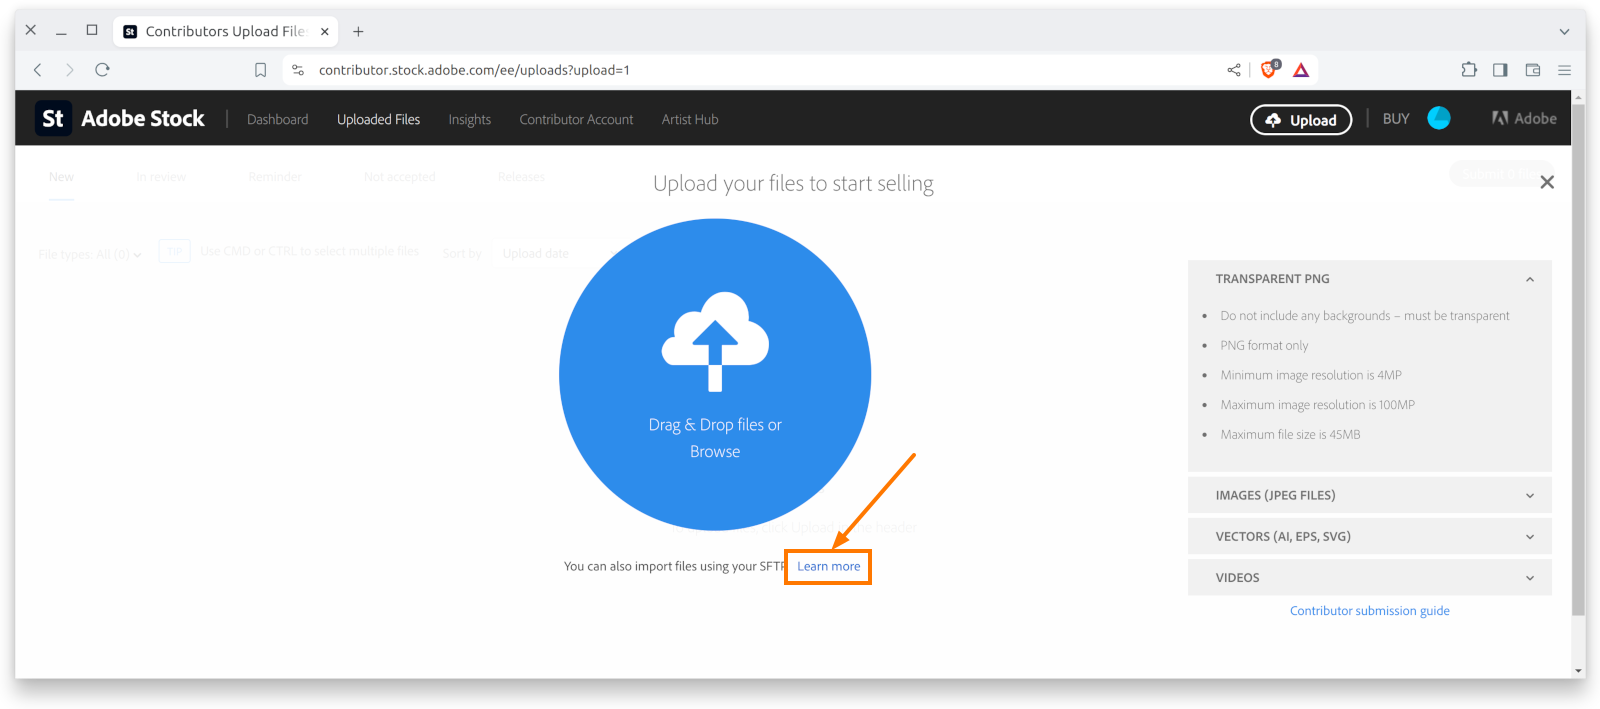 St Contributors Upload File
contributor.stock.adobe.com/ee/uploads?upload=1
8
St Adobe Stock
Dashboard
Uploaded Files
Insights
Contributor Account
Artist Hub
Upload
BUY
Adobe
New
In review
Reminder
Not accepted
Releases
Upload your files to start selling
File types: All (0)
TIP
Use CMD or CTRL to select multiple files
Sort by
Upload date
Drag & Drop files or
Browse
Upload
header
You can also import files using your SFTP
Learn more
TRANSPARENT PNG
• Do not include any backgrounds – must be transparent
• PNG format only
• Minimum image resolution is 4MP
• Maximum image resolution is 100MP
• Maximum file size is 45MB
IMAGES (JPEG FILES)
VECTORS (AI, EPS, SVG)
VIDEOS
Contributor submission guide